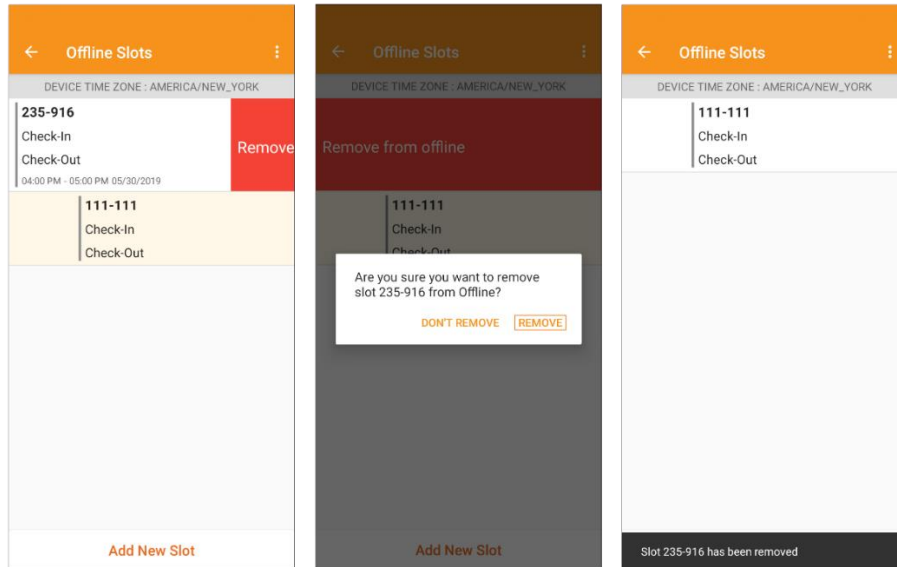 Offline Slots
DEVICE TIME ZONE : AMERICA/NEW_YORK
235-916
Check-In
Check-Out
04:00 PM - 05:00 PM 05/30/2019
Remove
111-111
Check-In
Check-Out
Add New Slot
Offline Slots
DEVICE TIME ZONE : AMERICA/NEW_YORK
Remove from offline
111-111
Check-In
Check-Out
Are you sure you want to remove
slot 235-916 from Offline?
DON'T REMOVE REMOVE
Add New Slot
Offline Slots
DEVICE TIME ZONE : AMERICA/NEW_YORK
111-111
Check-In
Check-Out
Slot 235-916 has been removed